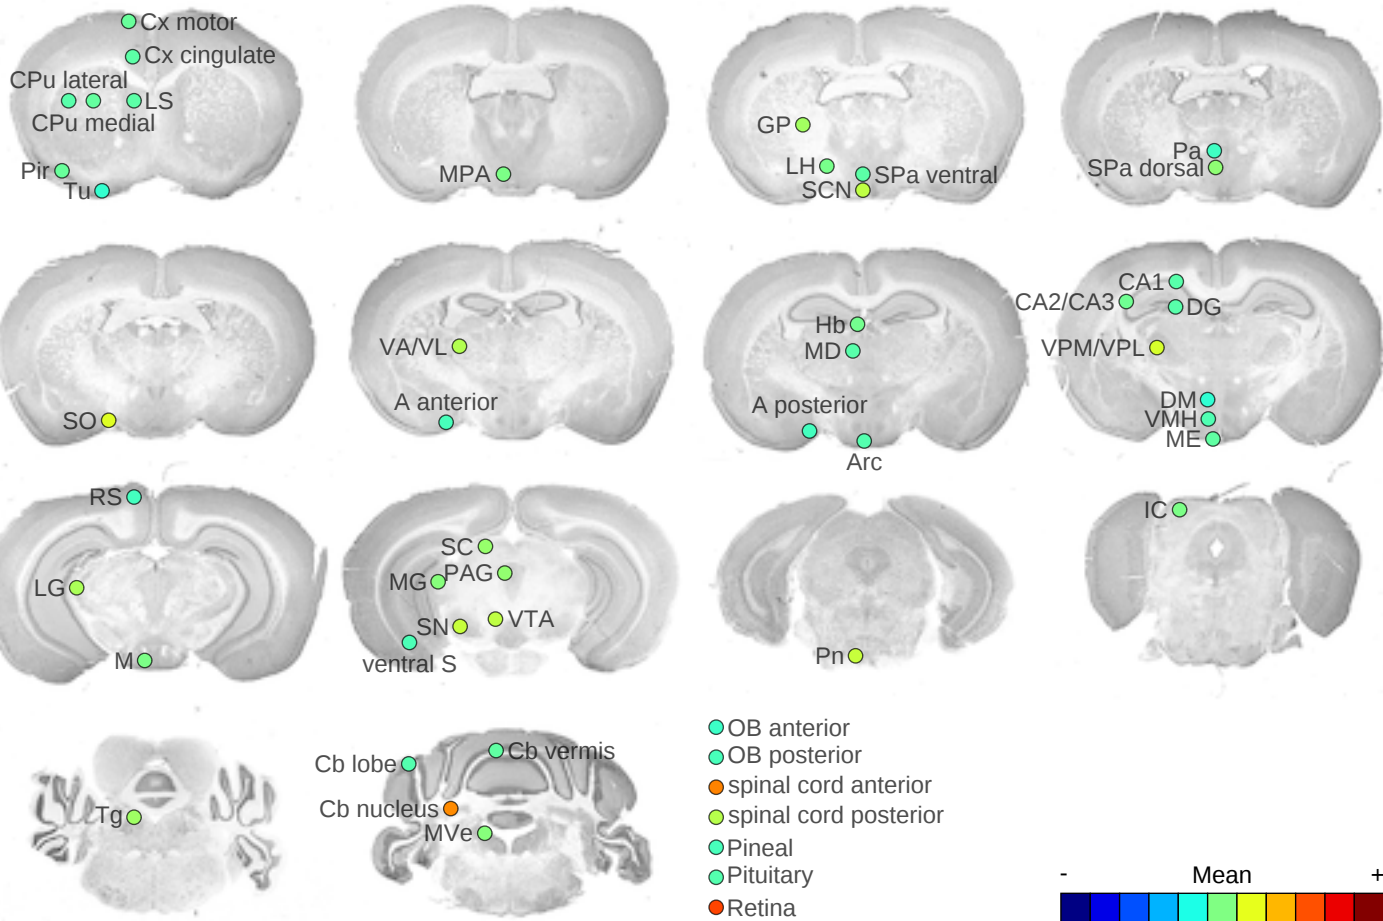 Cx motor
Cx cingulate
CPu lateral
LS
CPu medial
Pir
Tu
MPA
GP
LH
SPa ventral
SCN
Pa
SPa dorsal
SO
VA/VL
A anterior
Hb
MD
A posterior
Arc
CA1
CA2/CA3
DG
VPM/VPL
DM
VMH
ME
RS
LG
M
SC
PAG
MG
SN
VTA
ventral S
Pn
IC
Tg
Cb vermis
Cb lobe
Cb nucleus
MVe
OB anterior
OB posterior
spinal cord anterior
spinal cord posterior
Pineal
Pituitary
Retina
- Mean +